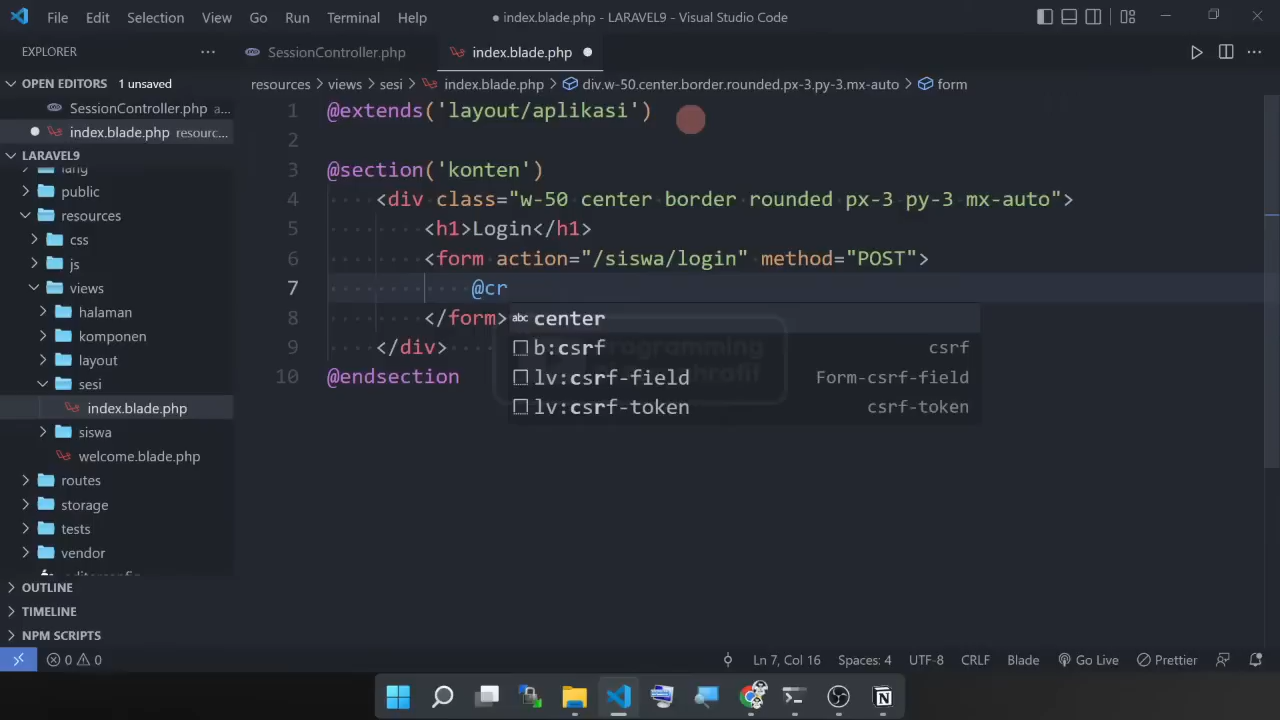 File Edit Selection View Go Run Terminal Help
● index.blade.php - LARAVEL9 - Visual Studio Code
EXPLORER
SessionController.php
index.blade.php
OPEN EDITORS 1 unsaved
SessionController.php a...
index.blade.php resourc...
resources > views > sesi > index.blade.php > div.w-50.center.border.rounded.px-3.py-3.mx-auto > form
LARAVEL9
lang
public
resources
css
js
views
halaman
komponen
layout
sesi
index.blade.php
siswa
welcome.blade.php
routes
storage
tests
vendor
.editorconfig
OUTLINE
TIMELINE
NPM SCRIPTS
1 @extends('layout/aplikasi')
2
3 @section('konten')
4 <div class="w-50 center border rounded px-3 py-3 mx-auto">
5 <h1>Login</h1>
6 <form action="/siswa/login" method="POST">
7 @cr
8 </form>
9 </div>
10 @endsection
center
b:csrf csrf
lv:csrf-field Form-csrf-field
lv:csrf-token csrf-token
0 0
Ln 7, Col 16 Spaces: 4 UTF-8 CRLF Blade Go Live Prettier